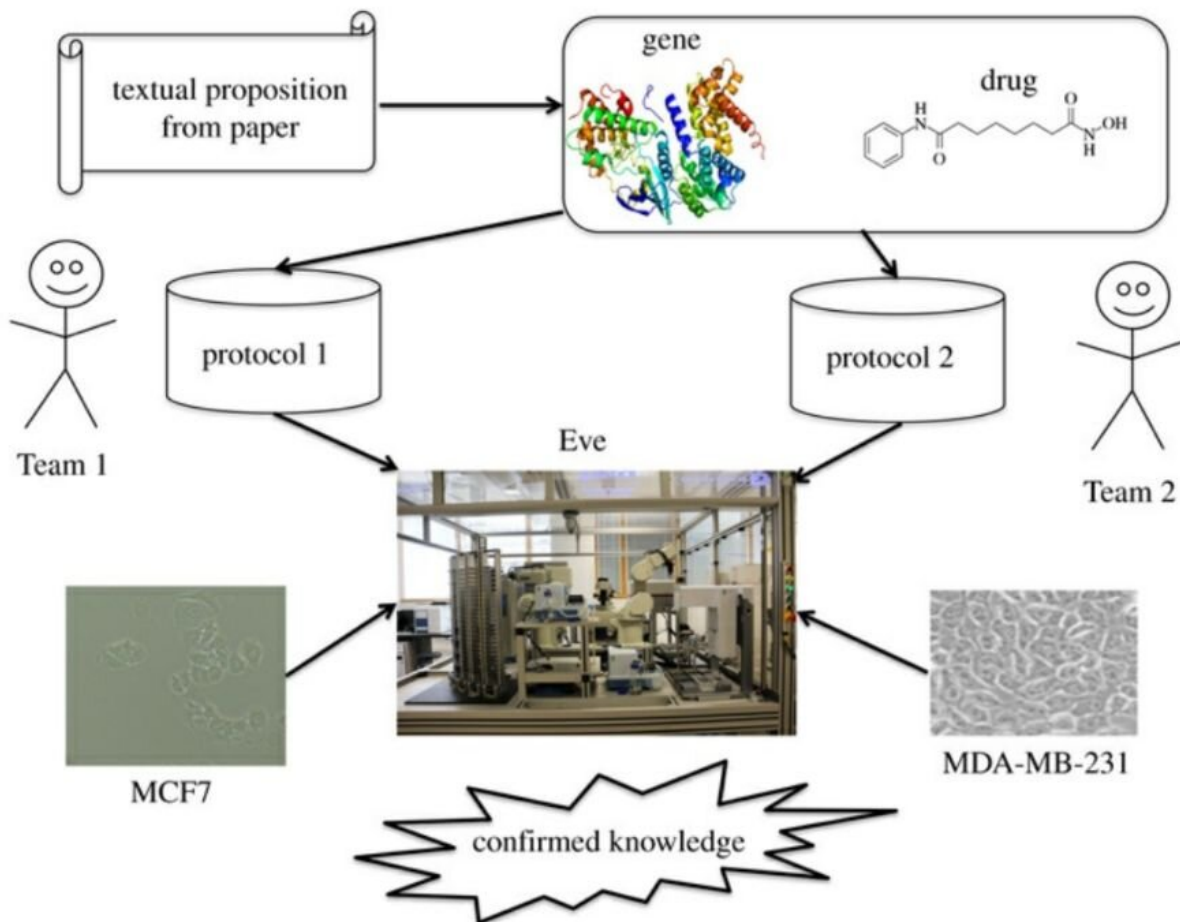 gene
textual proposition
from paper
drug
H
N
O
O
N
H
OH
protocol 1
protocol 2
Team 1
Eve
Team 2
MCF7
MDA-MB-231
confirmed knowledge